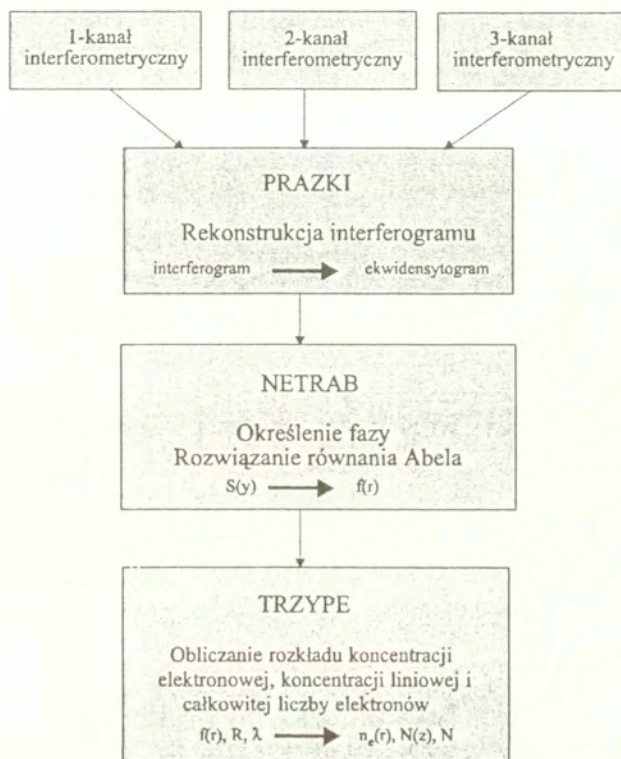 1-kanał
interferometryczny
2-kanał
interferometryczny
3-kanał
interferometryczny
PRAZKI
Rekonstrukcja interferogramu
interferogram ekwidensytogram
NETRAB
Określenie fazy
Rozwiązanie równania Abela
S(y) f(r)
TRZYPE
Obliczanie rozkładu koncentracji
elektronowej, koncentracji liniowej i
całkowitej liczby elektronów
f(r), R, λ nₑ(r), N(z), N